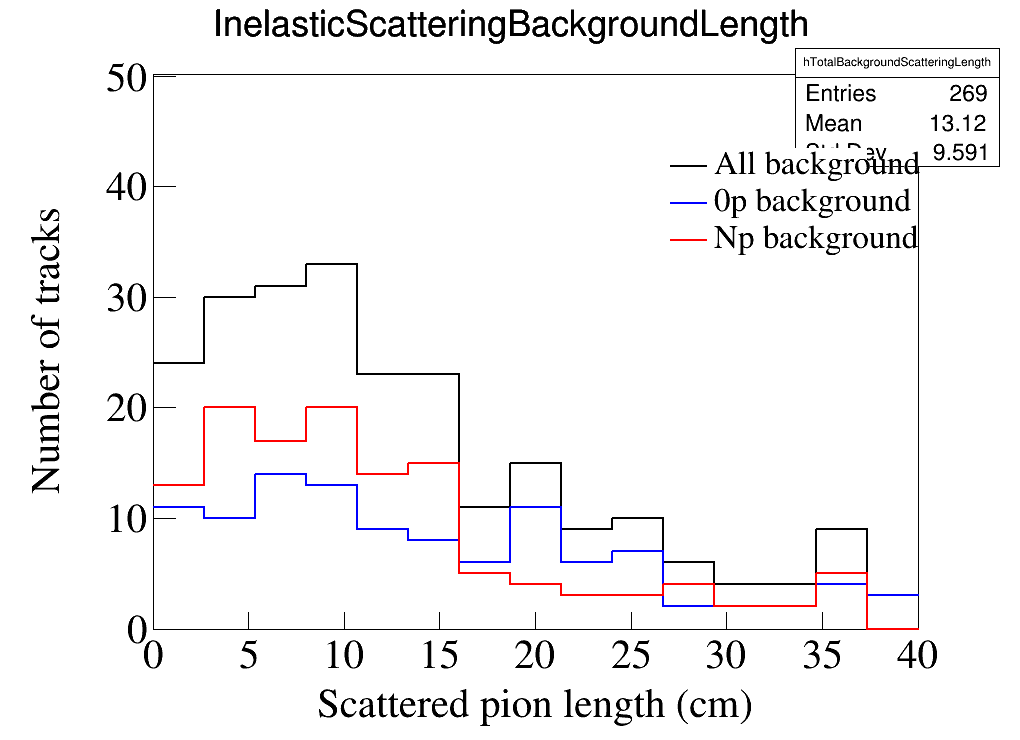 InelasticScatteringBackgroundLength
hTotalBackgroundScatteringLength
Entries 269
Mean 13.12
Std Dev 9.591
All background
0p background
Np background
Number of tracks
50
40
30
20
10
0
0 5 10 15 20 25 30 35 40
Scattered pion length (cm)